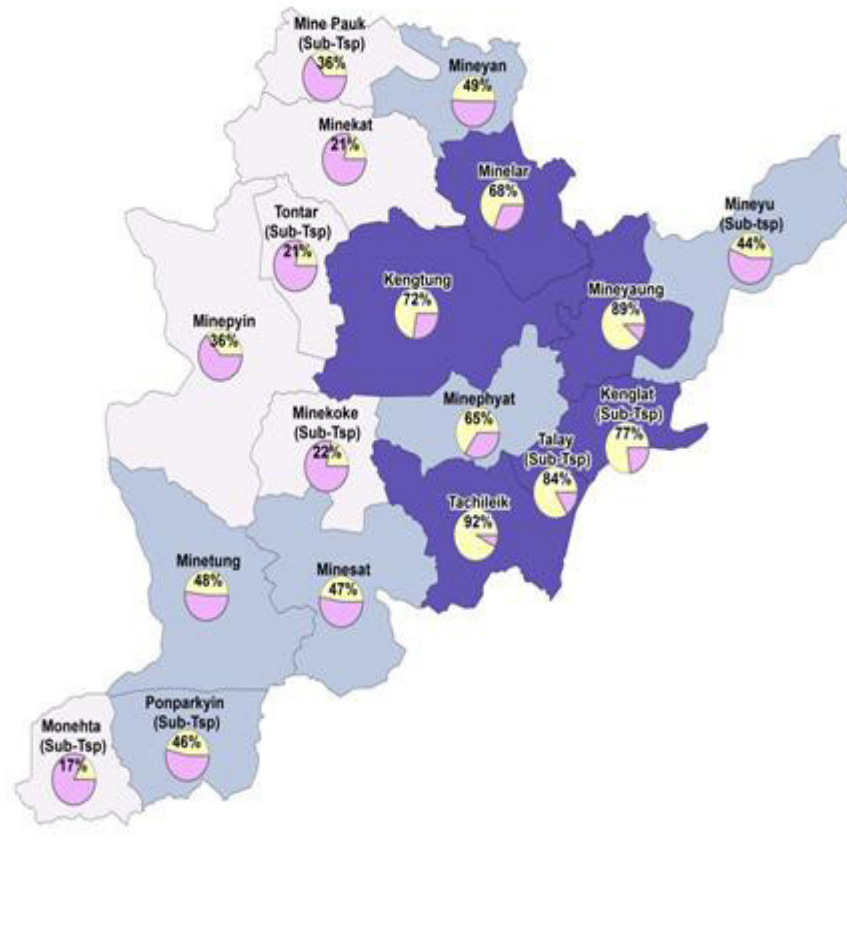 Mine Pauk
(Sub-Tsp)
36%
Mineyan
49%
Minekat
21%
Minelar
68%
Tontar
(Sub-Tsp)
21%
Mineyu
(Sub-tsp)
44%
Kengtung
72%
Mineyaung
89%
Minepyin
36%
Minekoke
(Sub-Tsp)
22%
Minephyat
65%
Kenglat
(Sub-Tsp)
77%
Talay
(Sub-Tsp)
84%
Tachileik
92%
Minetung
48%
Minesat
47%
Monehta
(Sub-Tsp)
17%
Ponparkyin
(Sub-Tsp)
46%